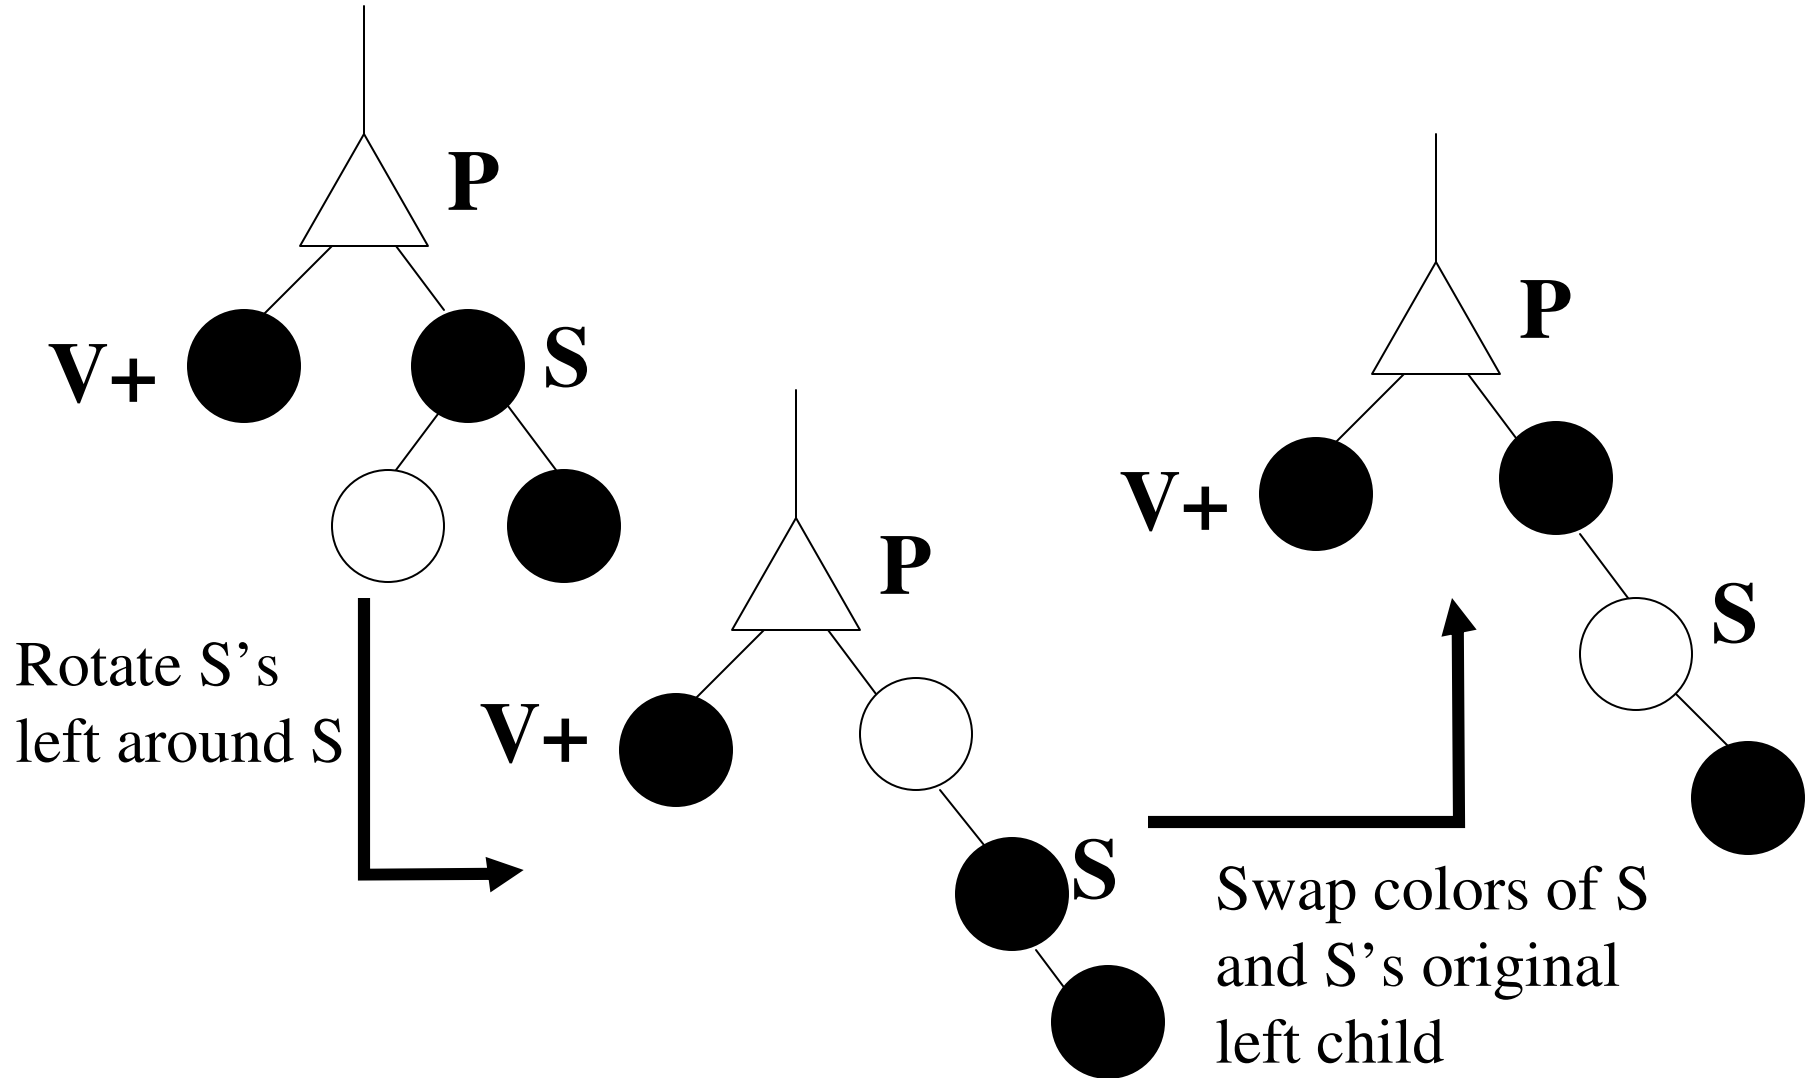 P
V+
S
Rotate S’s
left around S
P
V+
S
P
V+
S
Swap colors of S
and S’s original
left child